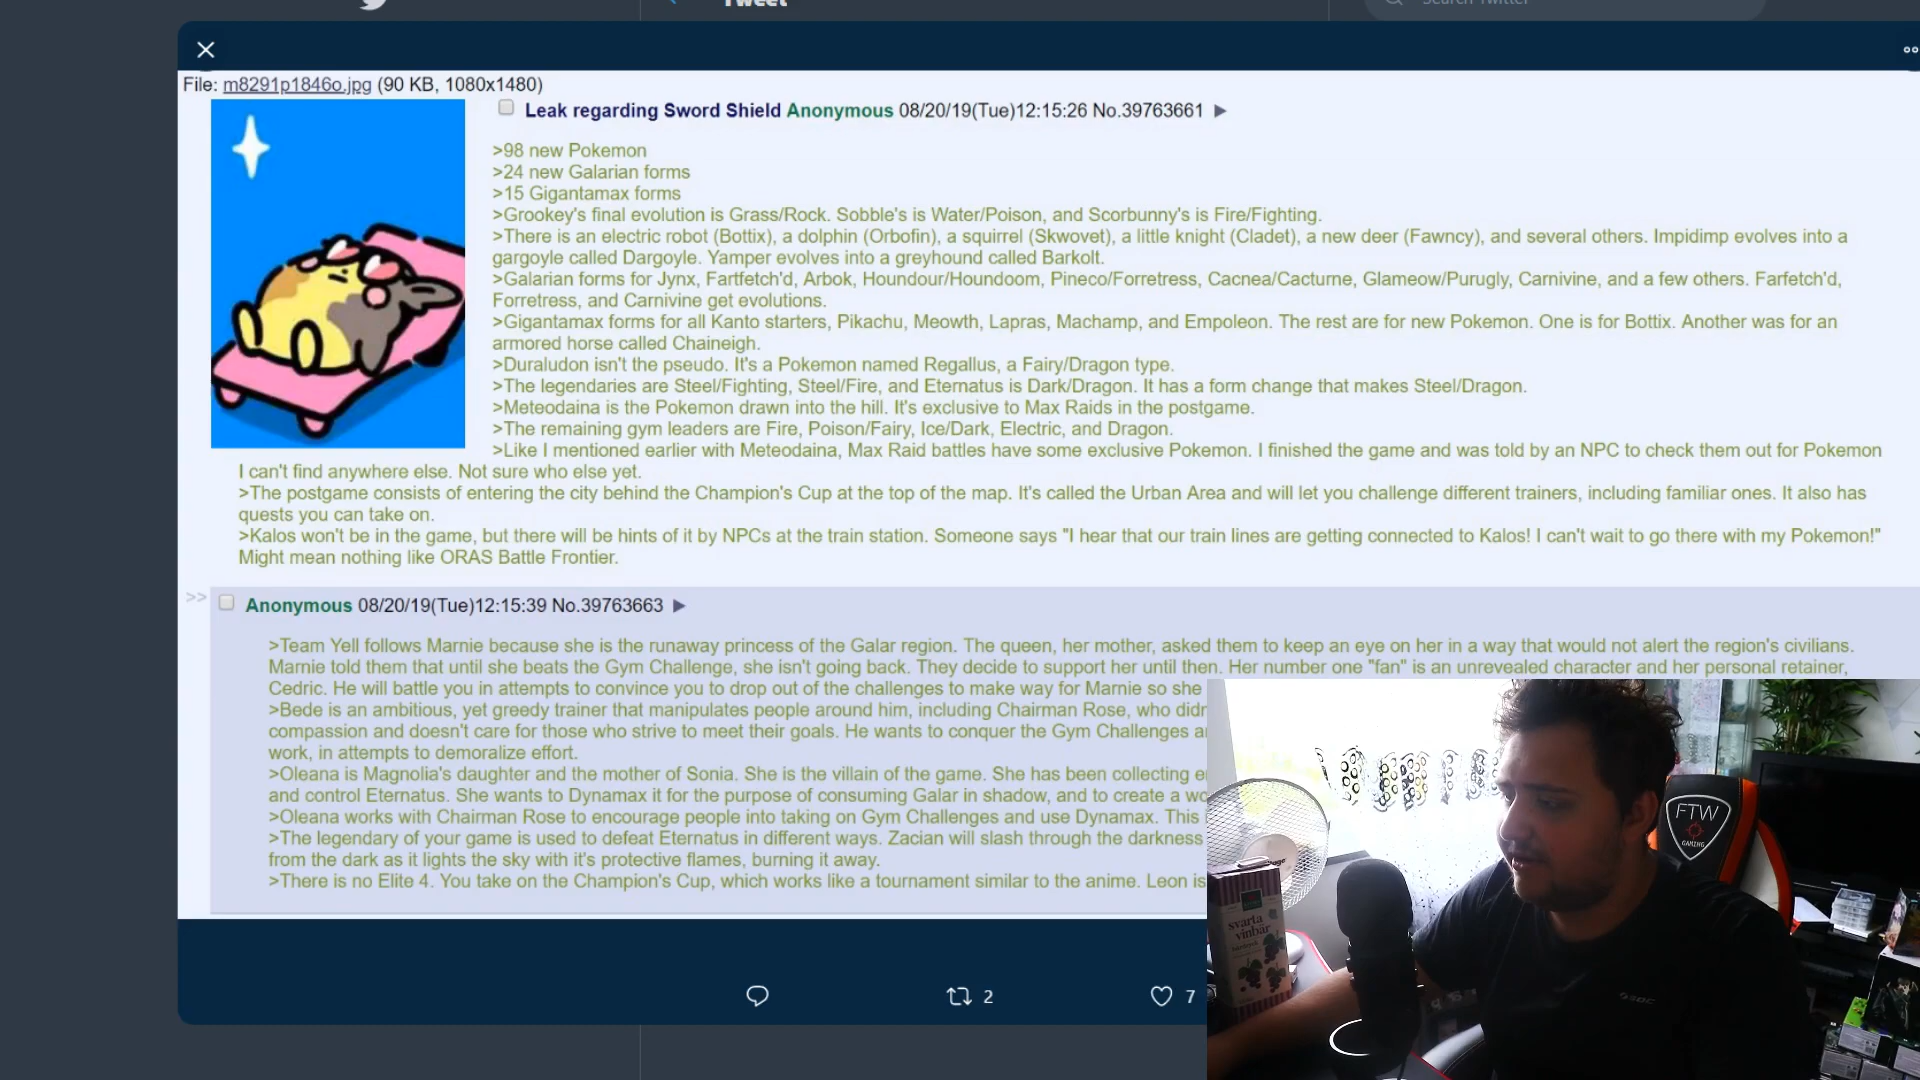 Tweet
Search Twitter
File: m8291p1846o.jpg (90 KB, 1080x1480)
Leak regarding Sword Shield Anonymous 08/20/19(Tue)12:15:26 No.39763661 ▶
>98 new Pokemon
>24 new Galarian forms
>15 Gigantamax forms
>Grookey's final evolution is Grass/Rock. Sobble's is Water/Poison, and Scorbunny's is Fire/Fighting.
>There is an electric robot (Bottix), a dolphin (Orbofin), a squirrel (Skwovet), a little knight (Cladet), a new deer (Fawncy), and several others. Impidimp evolves into a
gargoyle called Dargoyle. Yamper evolves into a greyhound called Barkolt.
>Galarian forms for Jynx, Fartfetch'd, Arbok, Houndour/Houndoom, Pineco/Forretress, Cacnea/Cacturne, Glameow/Purugly, Carnivine, and a few others. Farfetch'd,
Forretress, and Carnivine get evolutions.
>Gigantamax forms for all Kanto starters, Pikachu, Meowth, Lapras, Machamp, and Empoleon. The rest are for new Pokemon. One is for Bottix. Another was for an
armored horse called Chaineigh.
>Duraludon isn't the pseudo. It's a Pokemon named Regallus, a Fairy/Dragon type.
>The legendaries are Steel/Fighting, Steel/Fire, and Eternatus is Dark/Dragon. It has a form change that makes Steel/Dragon.
>Meteodaina is the Pokemon drawn into the hill. It's exclusive to Max Raids in the postgame.
>The remaining gym leaders are Fire, Poison/Fairy, Ice/Dark, Electric, and Dragon.
>Like I mentioned earlier with Meteodaina, Max Raid battles have some exclusive Pokemon. I finished the game and was told by an NPC to check them out for Pokemon
I can't find anywhere else. Not sure who else yet.
>The postgame consists of entering the city behind the Champion's Cup at the top of the map. It's called the Urban Area and will let you challenge different trainers, including familiar ones. It also has
quests you can take on.
>Kalos won't be in the game, but there will be hints of it by NPCs at the train station. Someone says "I hear that our train lines are getting connected to Kalos! I can't wait to go there with my Pokemon!"
Might mean nothing like ORAS Battle Frontier.
>> Anonymous 08/20/19(Tue)12:15:39 No.39763663 ▶
>Team Yell follows Marnie because she is the runaway princess of the Galar region. The queen, her mother, asked them to keep an eye on her in a way that would not alert the region's civilians.
Marnie told them that until she beats the Gym Challenge, she isn't going back. They decide to support her until then. Her number one "fan" is an unrevealed character and her personal retainer,
Cedric. He will battle you in attempts to convince you to drop out of the challenges to make way for Marnie so she
>Bede is an ambitious, yet greedy trainer that manipulates people around him, including Chairman Rose, who didn
compassion and doesn't care for those who strive to meet their goals. He wants to conquer the Gym Challenges a
work, in attempts to demoralize effort.
>Oleana is Magnolia's daughter and the mother of Sonia. She is the villain of the game. She has been collecting e
and control Eternatus. She wants to Dynamax it for the purpose of consuming Galar in shadow, and to create a wo
>Oleana works with Chairman Rose to encourage people into taking on Gym Challenges and use Dynamax. This
>The legendary of your game is used to defeat Eternatus in different ways. Zacian will slash through the darkness
from the dark as it lights the sky with it's protective flames, burning it away.
>There is no Elite 4. You take on the Champion's Cup, which works like a tournament similar to the anime. Leon is
2
7
FTW
GAMING
svarta
vinbär